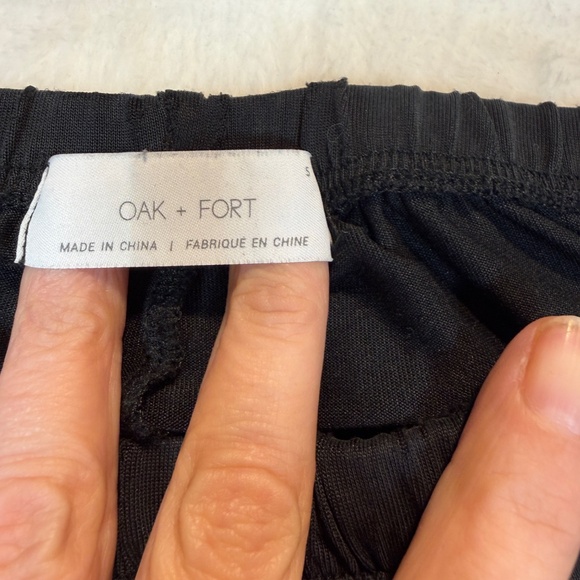 OAK + FORT
MADE IN CHINA | FABRIQUÉ EN CHINE
S